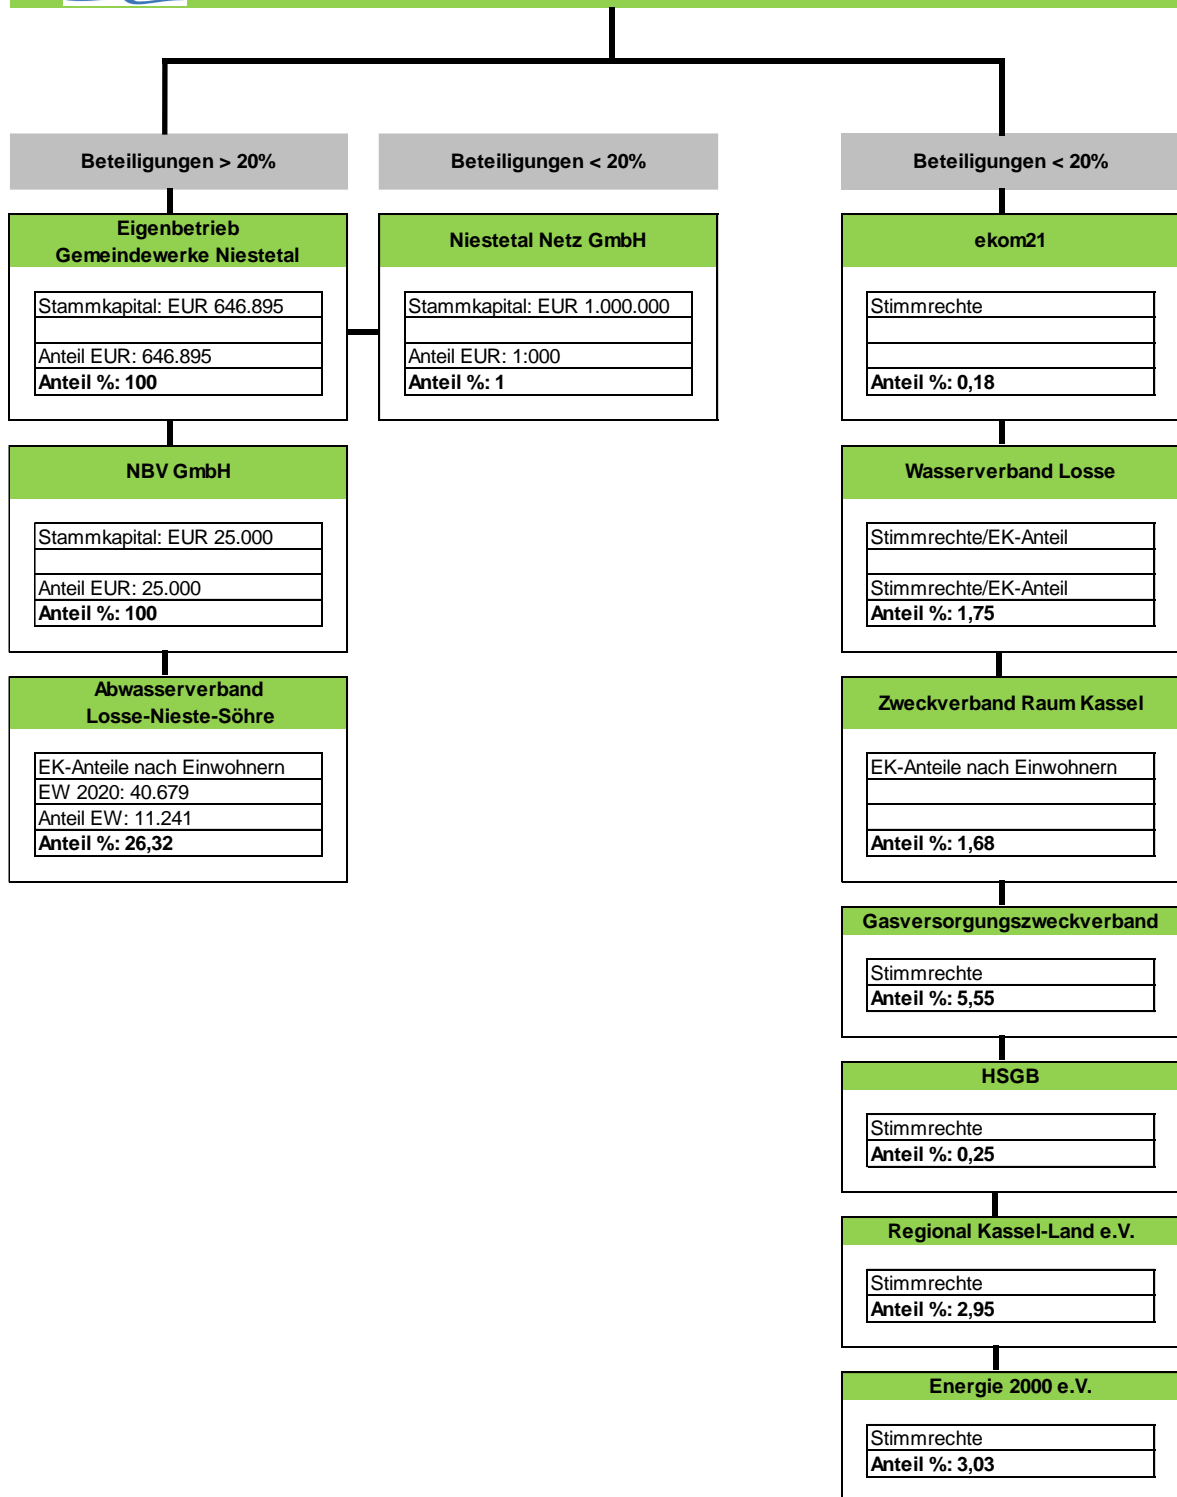 Beteiligungen > 20%
Beteiligungen < 20%
Beteiligungen < 20%
Eigenbetrieb
Gemeindewerke Niestetal
Stammkapital: EUR 646.895
Anteil EUR: 646.895
Anteil %: 100
Niestetal Netz GmbH
Stammkapital: EUR 1.000.000
Anteil EUR: 1:000
Anteil %: 1
ekom21
Stimmrechte
Anteil %: 0,18
NBV GmbH
Stammkapital: EUR 25.000
Anteil EUR: 25.000
Anteil %: 100
Wasserverband Losse
Stimmrechte/EK-Anteil
Stimmrechte/EK-Anteil
Anteil %: 1,75
Abwasserverband
Losse-Nieste-Söhre
EK-Anteile nach Einwohnern
EW 2020: 40.679
Anteil EW: 11.241
Anteil %: 26,32
Zweckverband Raum Kassel
EK-Anteile nach Einwohnern
Anteil %: 1,68
Gasversorgungszweckverband
Stimmrechte
Anteil %: 5,55
HSGB
Stimmrechte
Anteil %: 0,25
Regional Kassel-Land e.V.
Stimmrechte
Anteil %: 2,95
Energie 2000 e.V.
Stimmrechte
Anteil %: 3,03